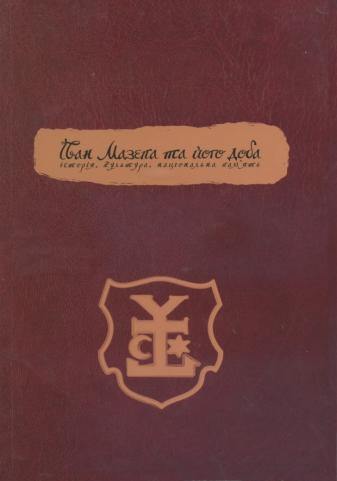 Іван Мазепа та його доба
історія, культура, національна пам'ять